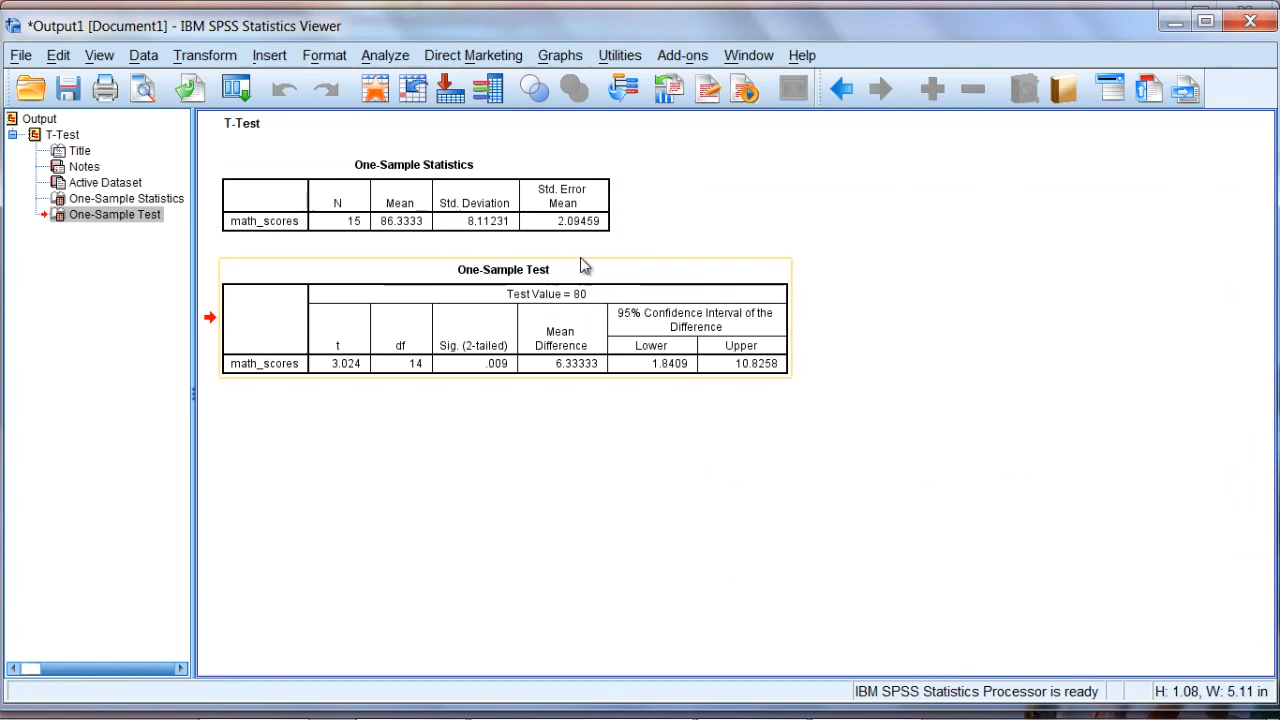 *Output1 [Document1] - IBM SPSS Statistics Viewer
File Edit View Data Transform Insert Format Analyze Direct Marketing Graphs Utilities Add-ons Window Help
Output
T-Test
Title
Notes
Active Dataset
One-Sample Statistics
One-Sample Test
T-Test
One-Sample Statistics
N Mean Std. Deviation Std. Error Mean
math_scores 15 86.3333 8.11231 2.09459
One-Sample Test
Test Value = 80
t df Sig. (2-tailed) Mean Difference 95% Confidence Interval of the Difference
Lower Upper
math_scores 3.024 14 .009 6.33333 1.8409 10.8258
IBM SPSS Statistics Processor is ready H: 1.08, W: 5.11 in